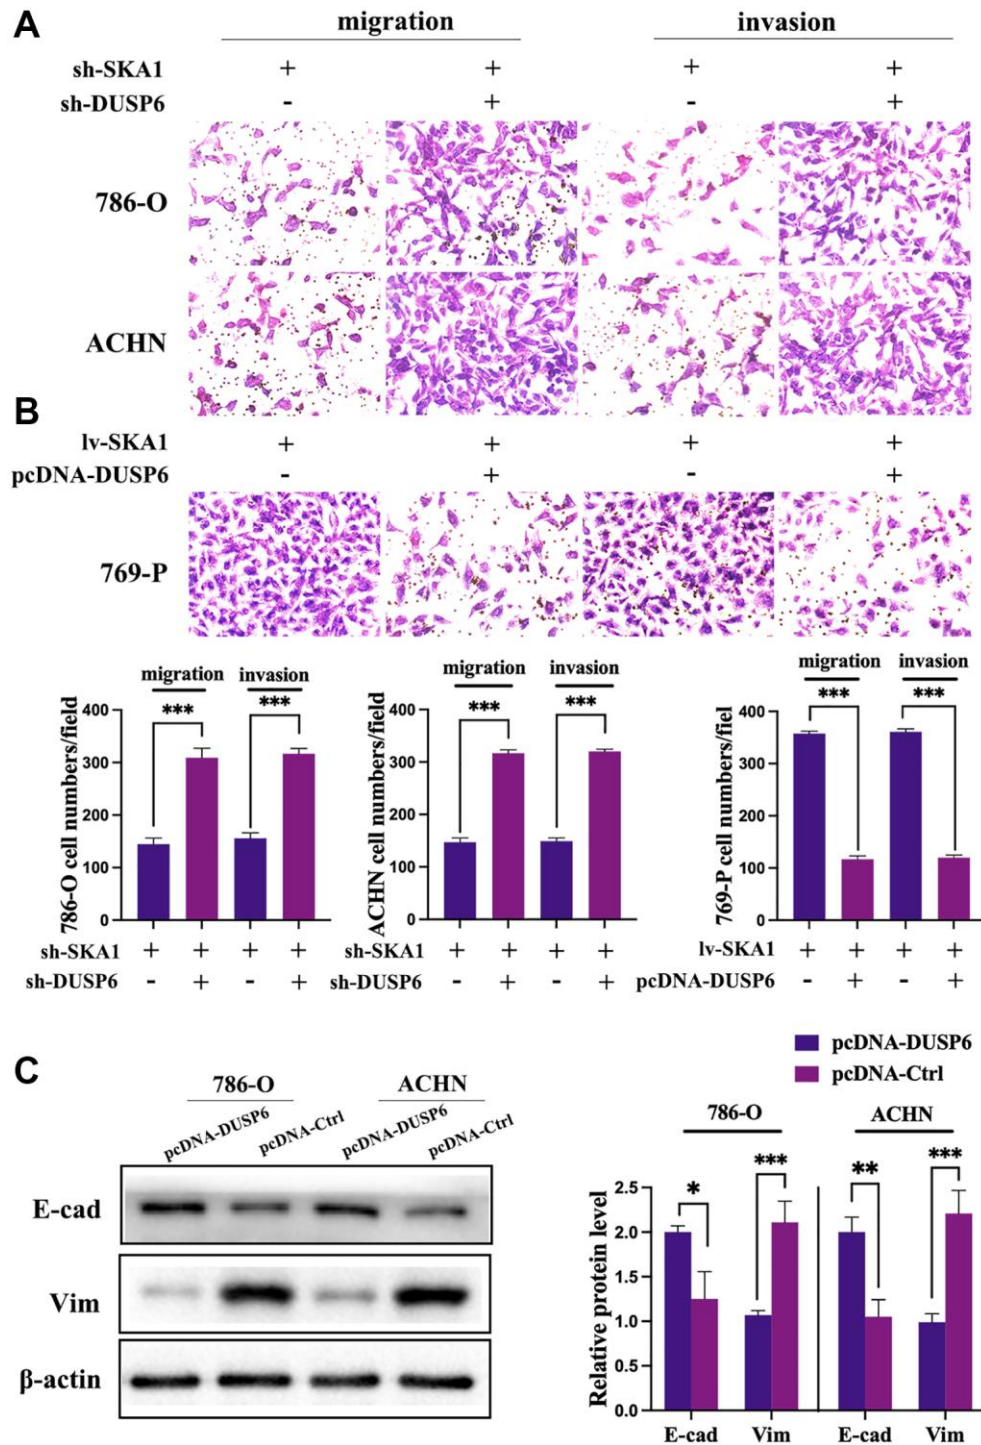 A
migration invasion
sh-SKA1 + + + +
sh-DUSP6 - + - +
786-O
ACHN
B
lv-SKA1 + + + +
pcDNA-DUSP6 - + - +
769-P
migration invasion
*** ***
786-O cell numbers/field
400
300
200
100
0
sh-SKA1 + + + +
sh-DUSP6 - + - +
migration invasion
*** ***
ACHN cell numbers/field
400
300
200
100
0
sh-SKA1 + + + +
sh-DUSP6 - + - +
migration invasion
*** ***
769-P cell numbers/fiel
400
300
200
100
0
lv-SKA1 + + + +
pcDNA-DUSP6 - + - +
C
786-O ACHN
pcDNA-DUSP6 pcDNA-Ctrl pcDNA-DUSP6 pcDNA-Ctrl
E-cad
Vim
β-actin
pcDNA-DUSP6
pcDNA-Ctrl
786-O ACHN
* *** ** ***
Relative protein level
2.5
2.0
1.5
1.0
0.5
0.0
E-cad Vim E-cad Vim